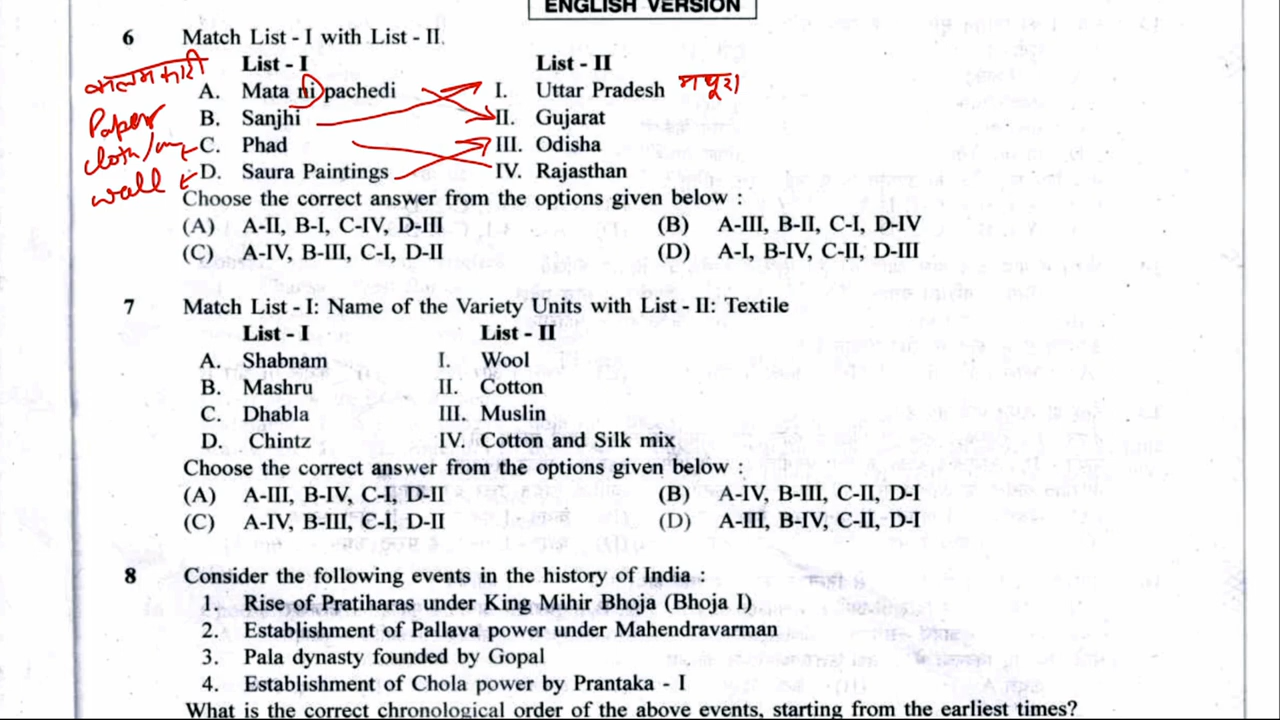 ENGLISH VERSION
6 Match List - I with List - II.
List - I List - II
A. Mata ni pachedi I. Uttar Pradesh मथुरा
B. Sanjhi II. Gujarat
C. Phad III. Odisha
D. Saura Paintings IV. Rajasthan
Paper
cloth/
wall
Choose the correct answer from the options given below :
(A) A-II, B-I, C-IV, D-III (B) A-III, B-II, C-I, D-IV
(C) A-IV, B-III, C-I, D-II (D) A-I, B-IV, C-II, D-III
7 Match List - I: Name of the Variety Units with List - II: Textile
List - I List - II
A. Shabnam I. Wool
B. Mashru II. Cotton
C. Dhabla III. Muslin
D. Chintz IV. Cotton and Silk mix
Choose the correct answer from the options given below :
(A) A-III, B-IV, C-I, D-II (B) A-IV, B-III, C-II, D-I
(C) A-IV, B-III, C-I, D-II (D) A-III, B-IV, C-II, D-I
8 Consider the following events in the history of India :
1. Rise of Pratiharas under King Mihir Bhoja (Bhoja I)
2. Establishment of Pallava power under Mahendravarman
3. Pala dynasty founded by Gopal
4. Establishment of Chola power by Prantaka - I
What is the correct chronological order of the above events, starting from the earliest times?